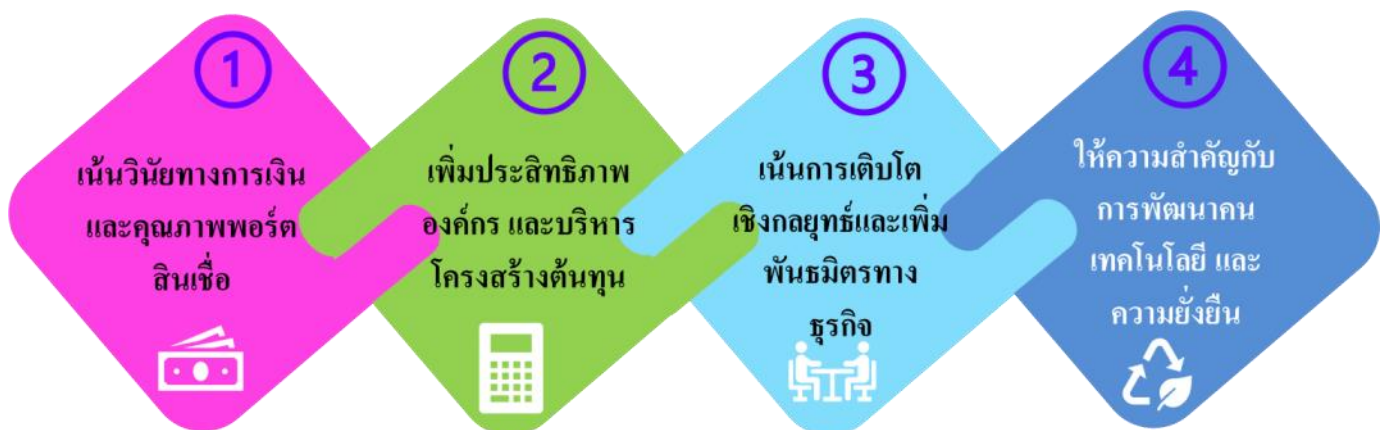 1
เน้นวินัยทางการเงิน
และคุณภาพพอร์ต
สินเชื่อ
2
เพิ่มประสิทธิภาพ
องค์กร และบริหาร
โครงสร้างต้นทุน
3
เน้นการเติบโต
เชิงกลยุทธ์และเพิ่ม
พันธมิตรทาง
ธุรกิจ
4
ให้ความสำคัญกับ
การพัฒนาคน
เทคโนโลยี และ
ความยั่งยืน